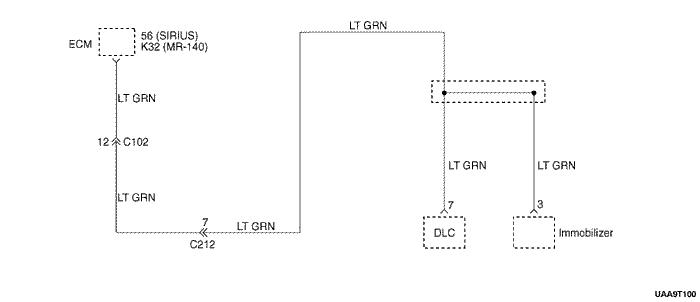 LT GRN
56 (SIRIUS)
ECM
K32 (MR-140)
LT GRN
12 C102
LT GRN LT GRN
LT GRN
7 LT GRN
C212
7 3
DLC Immobilizer
UAA9T100